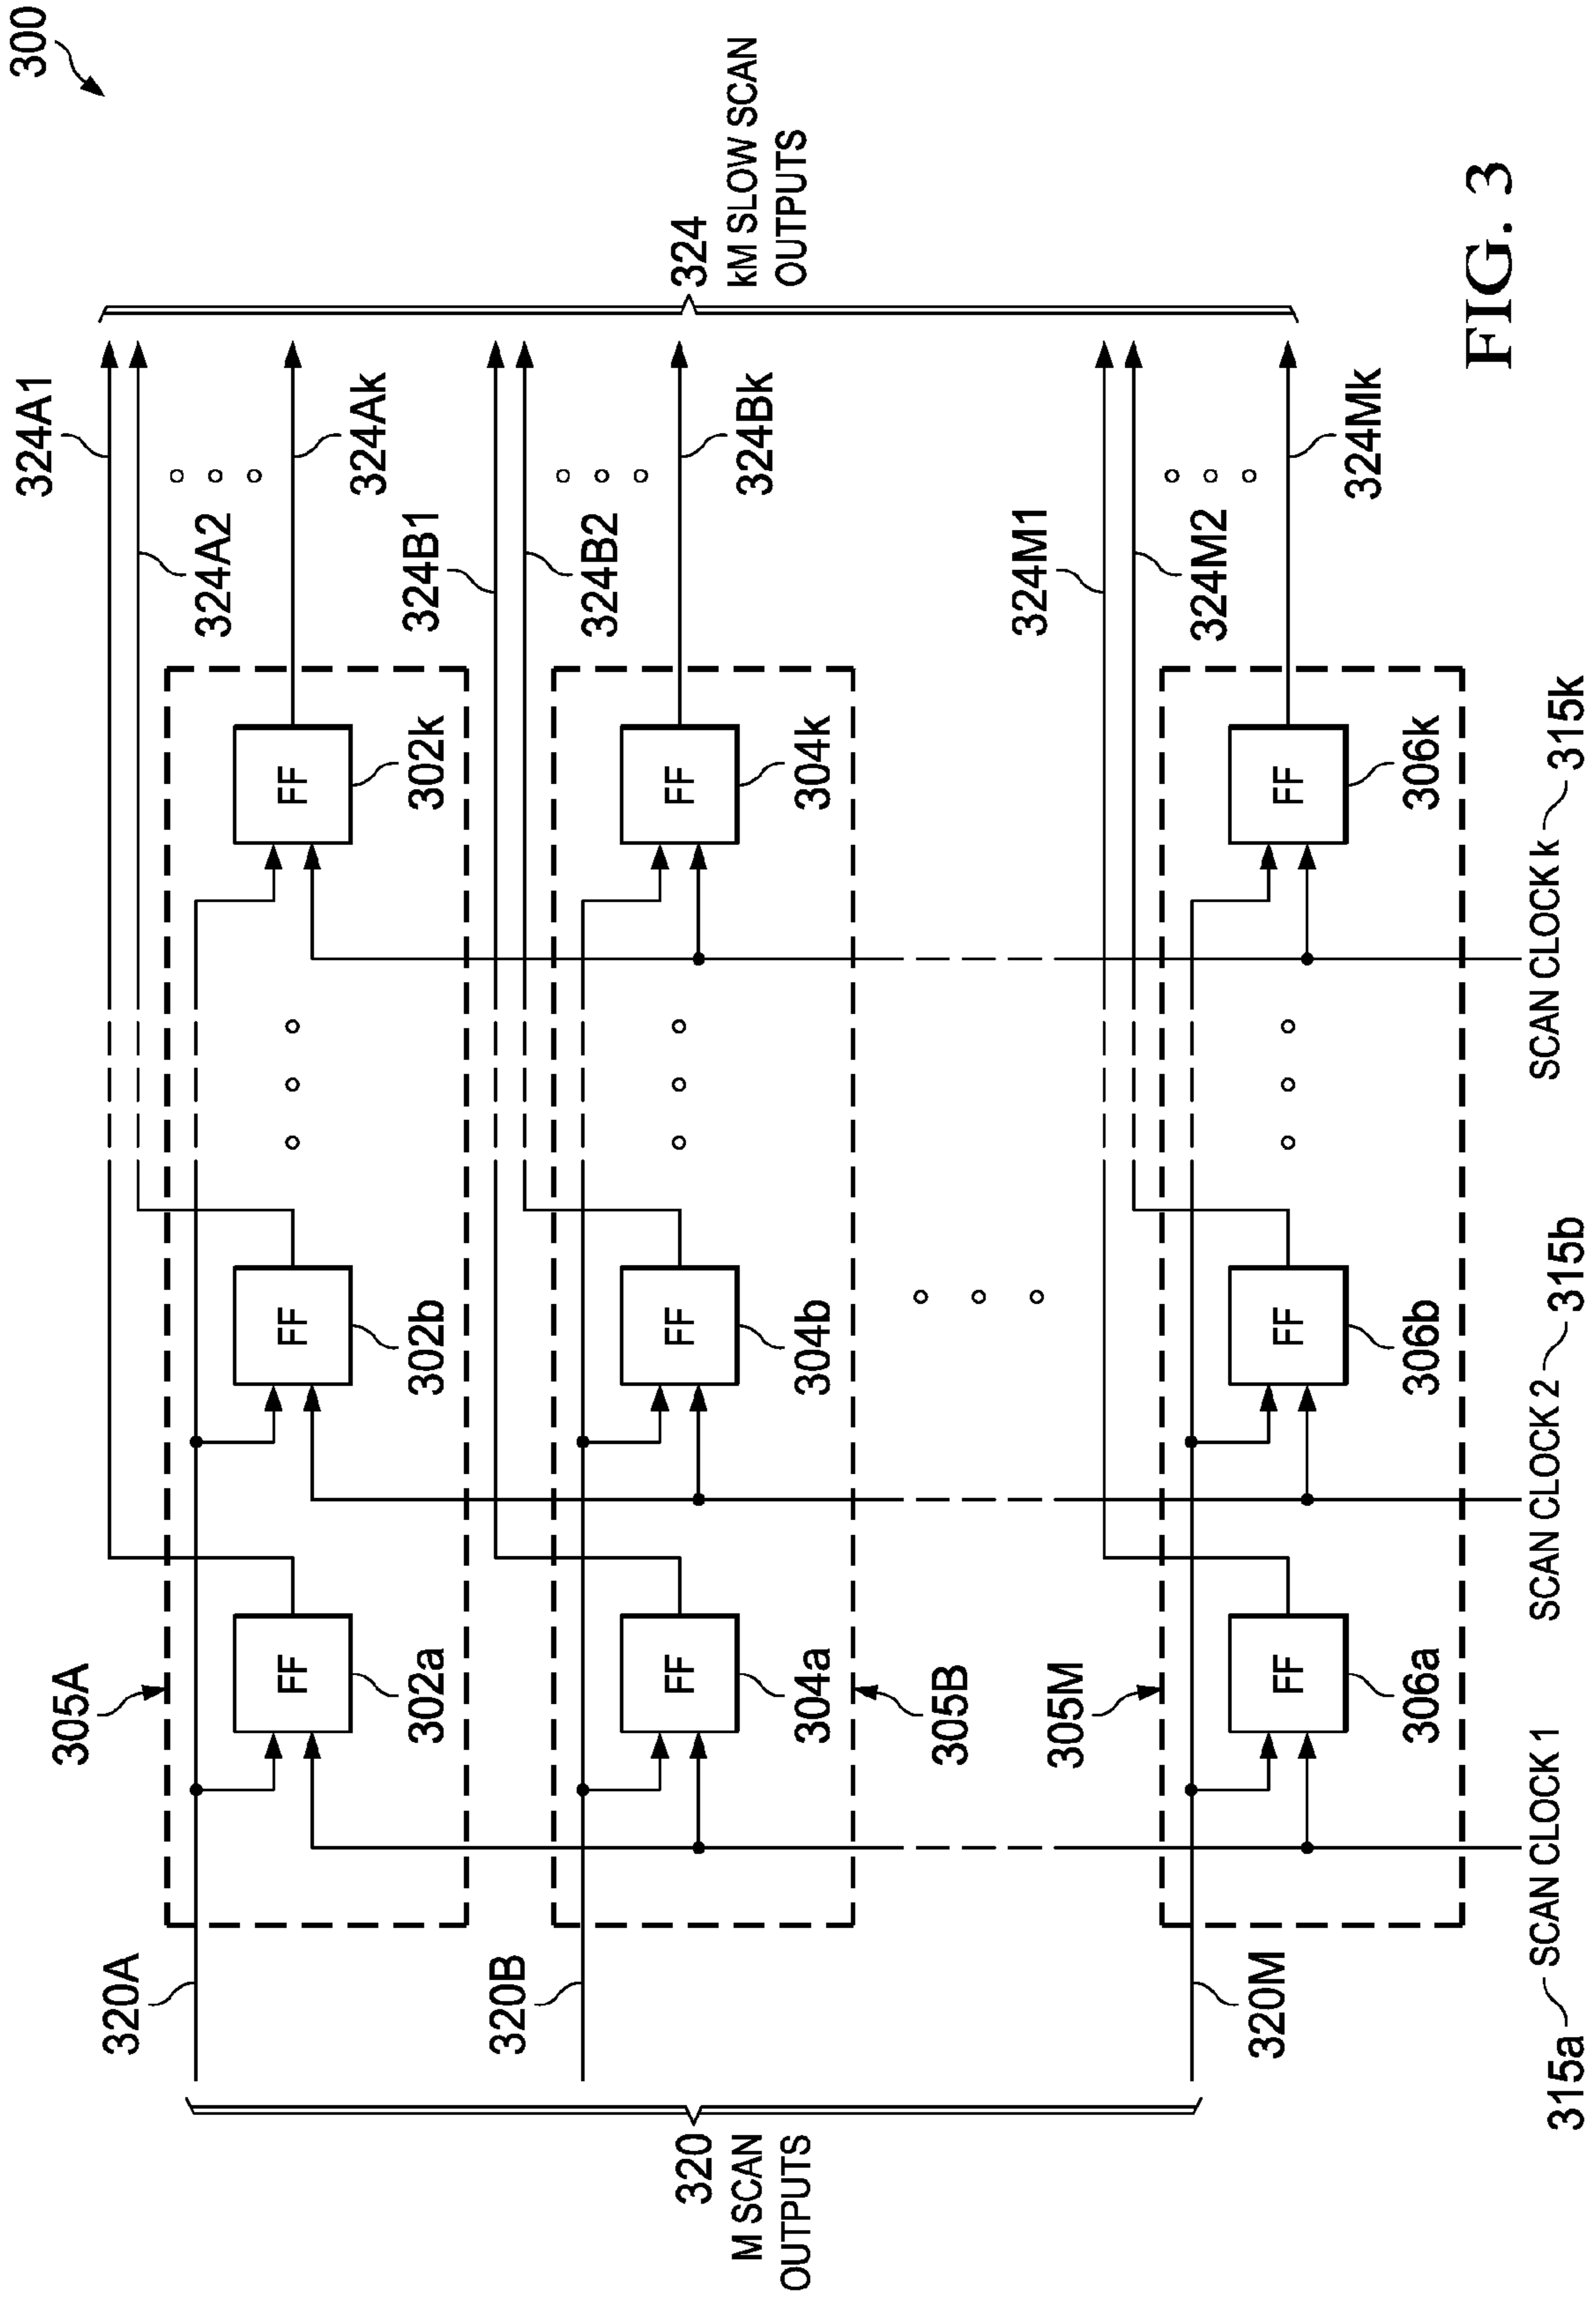 300
324A1
324A2
324Ak
305A
320A
302a
302b
302k
324B1
324B2
324Bk
324
kM SLOW SCAN
OUTPUTS
320
M SCAN
OUTPUTS
320B
304a
304b
304k
305B
324M1
324M2
324Mk
305M
320M
306a
306b
306k
FF
FF
FF
FF
FF
FF
FF
FF
FF
315a SCAN CLOCK 1
SCAN CLOCK 2 315b
SCAN CLOCK k 315k
FIG. 3